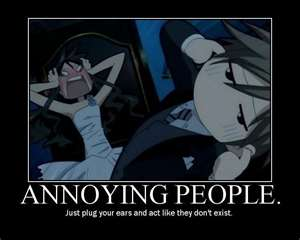 ANNOYING PEOPLE.
Just plug your ears and act like they don't exist.